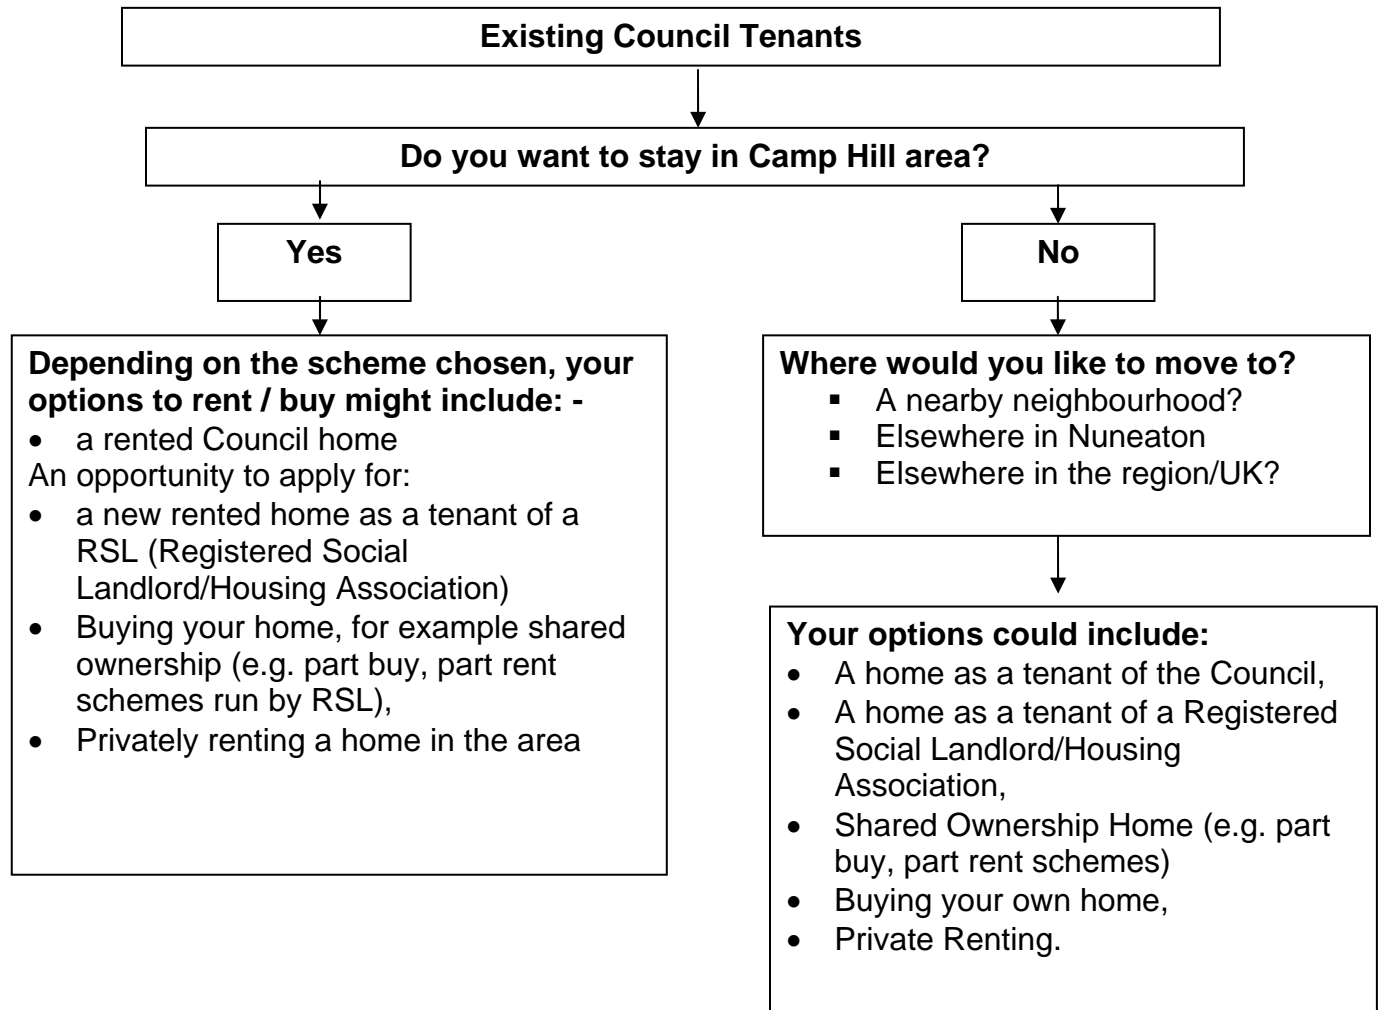 Existing Council Tenants
Do you want to stay in Camp Hill area?
Yes
No
Depending on the scheme chosen, your
options to rent / buy might include: -
• a rented Council home
An opportunity to apply for:
• a new rented home as a tenant of a
RSL (Registered Social
Landlord/Housing Association)
• Buying your home, for example shared
ownership (e.g. part buy, part rent
schemes run by RSL),
• Privately renting a home in the area
Where would you like to move to?
▪ A nearby neighbourhood?
▪ Elsewhere in Nuneaton
▪ Elsewhere in the region/UK?
Your options could include:
• A home as a tenant of the Council,
• A home as a tenant of a Registered
Social Landlord/Housing
Association,
• Shared Ownership Home (e.g. part
buy, part rent schemes)
• Buying your own home,
• Private Renting.